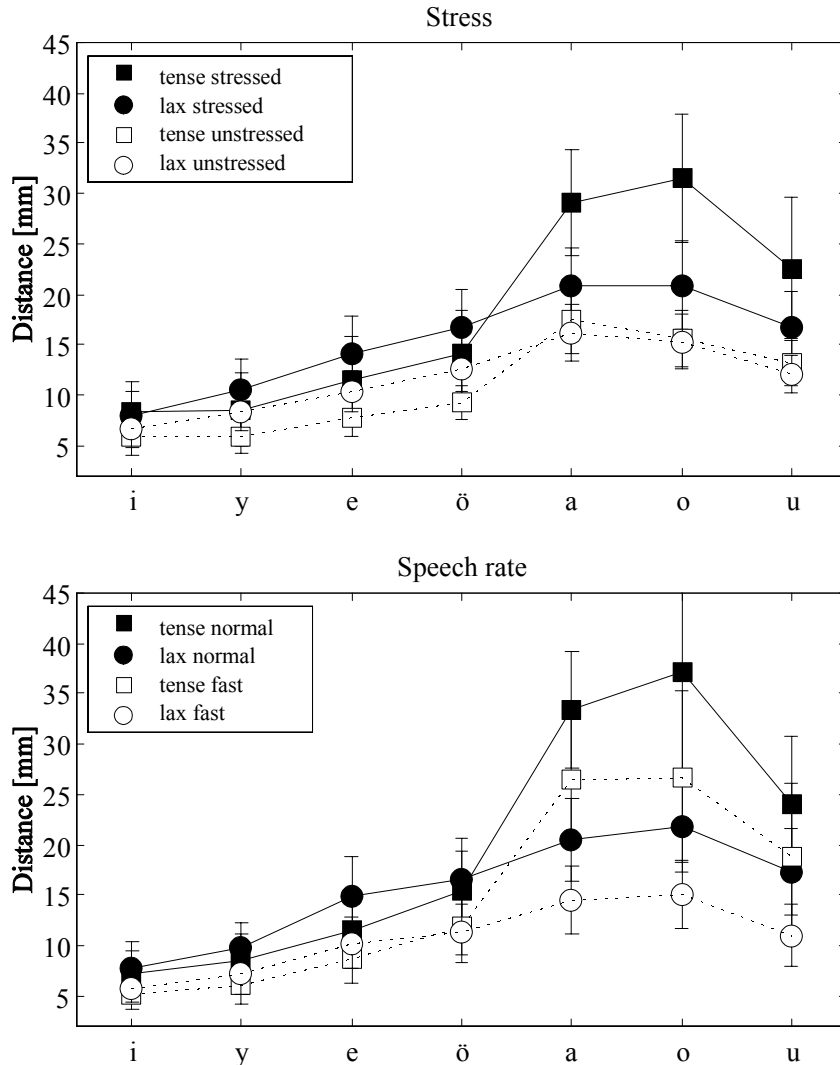 Stress
45
40
35
30
25
20
15
10
5
Distance [mm]
tense stressed
lax stressed
tense unstressed
lax unstressed
i y e ö a o u
Speech rate
45
40
35
30
25
20
15
10
5
Distance [mm]
tense normal
lax normal
tense fast
lax fast
i y e ö a o u